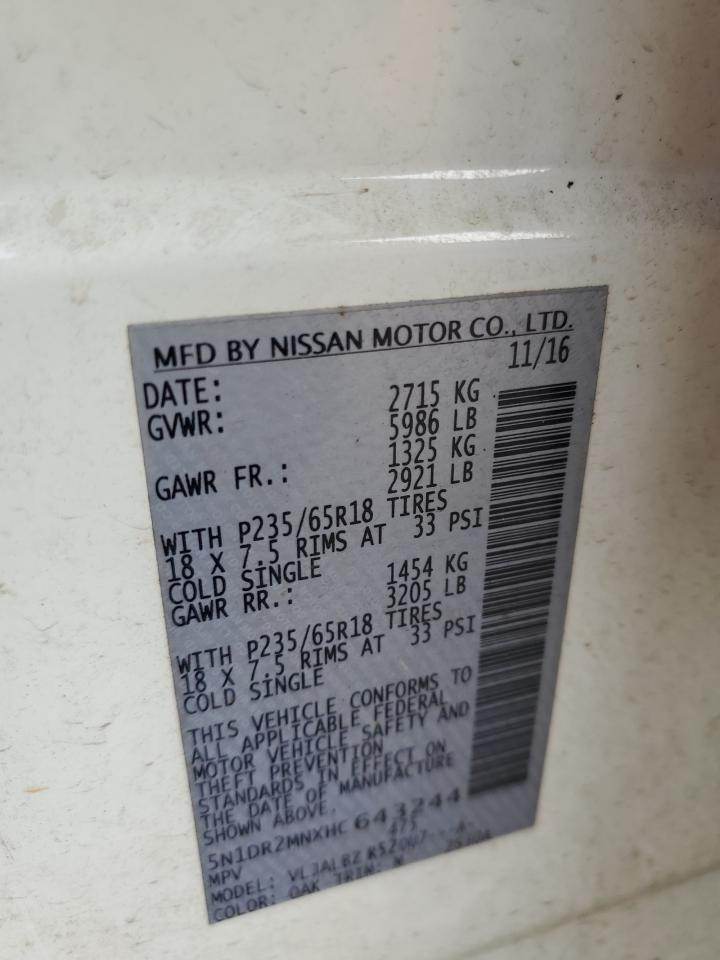 MFD BY NISSAN MOTOR CO., LTD.
DATE: 11/16
GVWR: 2715 KG
5986 LB
GAWR FR.: 1325 KG
2921 LB
WITH P235/65R18 TIRES
18 X 7.5 RIMS AT 33 PSI
COLD SINGLE
GAWR RR.: 1454 KG
3205 LB
WITH P235/65R18 TIRES
18 X 7.5 RIMS AT 33 PSI
COLD SINGLE
THIS VEHICLE CONFORMS TO
ALL APPLICABLE FEDERAL
MOTOR VEHICLE SAFETY AND
THEFT PREVENTION
STANDARDS IN EFFECT ON
THE DATE OF MANUFACTURE
SHOWN ABOVE.
5N1DR2MNXHC 643244
MPV 475
MODEL:
COLOR: QAK TRIM: N